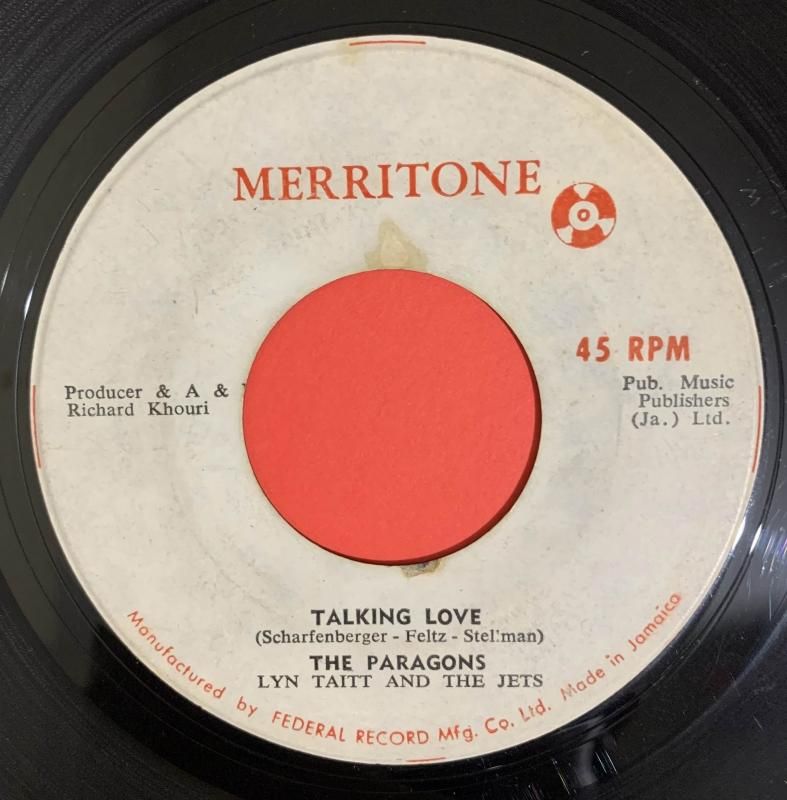 MERRITONE
45 RPM
Producer & A &
Richard Khouri
Pub. Music
Publishers
(Ja.) Ltd.
TALKING LOVE
(Scharfenberger - Feltz - Stellman)
THE PARAGONS
LYN TAITT AND THE JETS
Manufactured by FEDERAL RECORD Mfg. Co. Ltd. Made in Jamaica